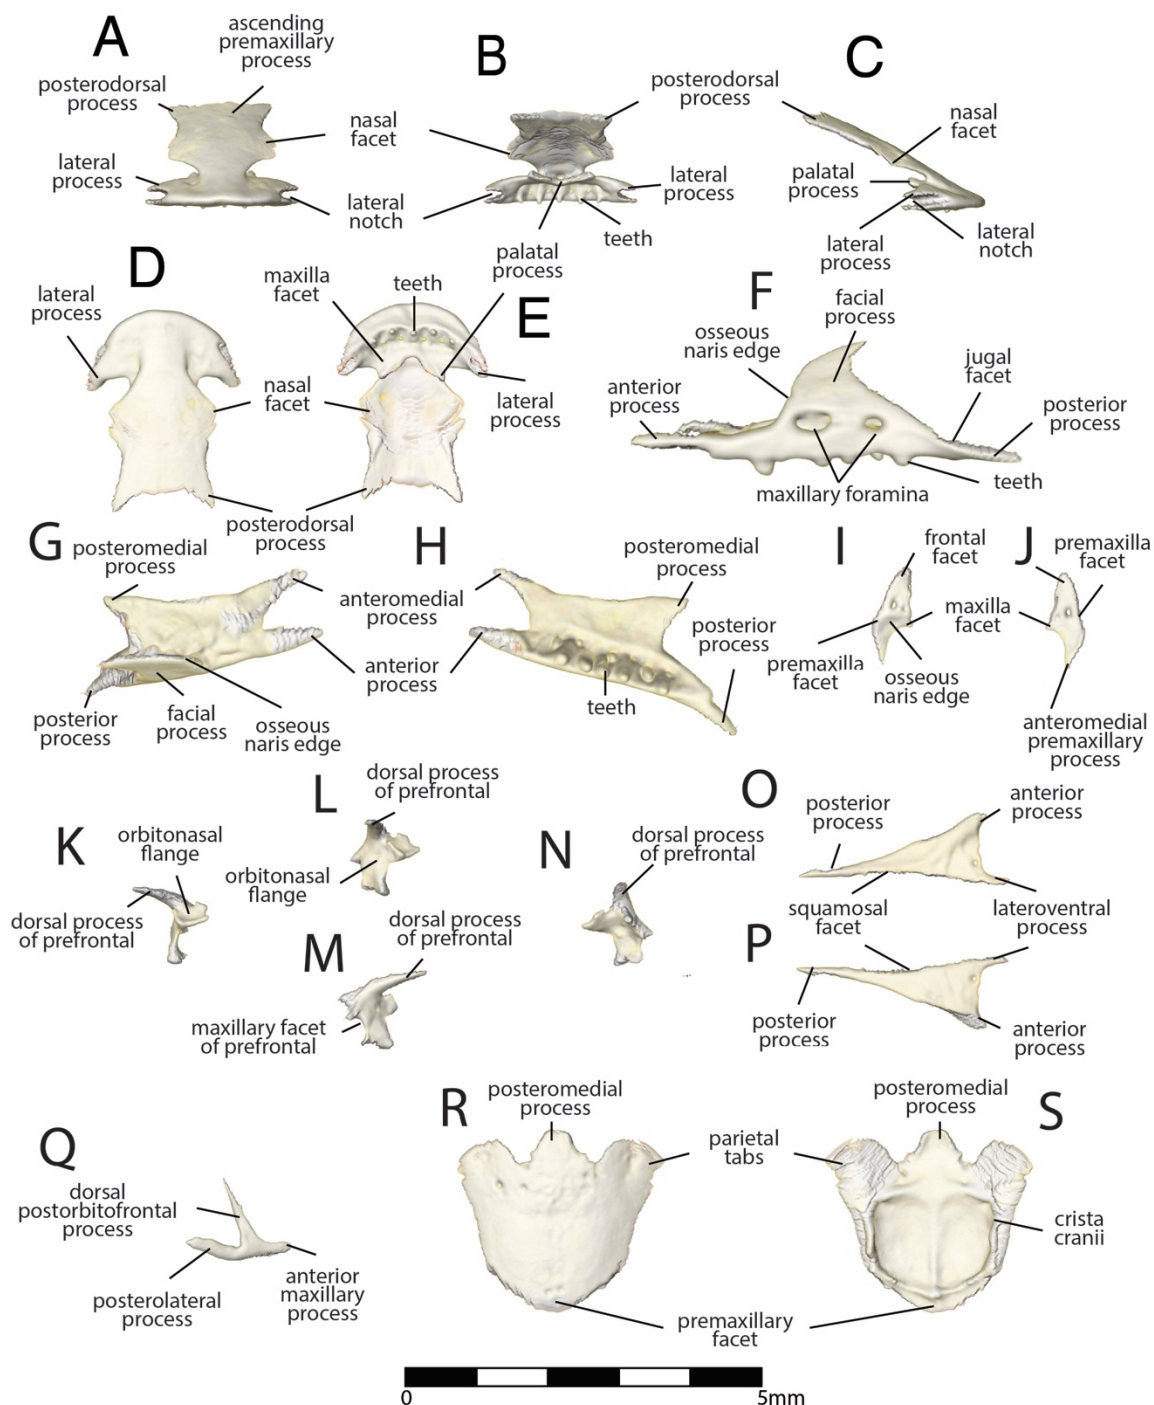 A
ascending
premaxillary
process
B
C
posterodorsal
process
posterodorsal
process
nasal
facet
nasal
facet
lateral
process
palatal
process
lateral
process
lateral
notch
teeth
lateral
process
lateral
notch
D
lateral
process
maxilla
facet
teeth
palatal
process
E
F
facial
process
osseous
naris edge
jugal
facet
anterior
process
posterior
process
nasal
facet
lateral
process
maxillary foramina
teeth
posterodorsal
process
G
posteromedial
process
H
posteromedial
process
I
frontal
facet
J
premaxilla
facet
anteromedial
process
maxilla
facet
posterior
process
anterior
process
premaxilla
facet
osseous
naris edge
teeth
posterior
process
facial
process
osseous
naris edge
anteromedial
premaxillary
process
L
dorsal process
of prefrontal
O
posterior
process
anterior
process
K
orbitonasal
flange
orbitonasal
flange
N
dorsal process
of prefrontal
dorsal process
of prefrontal
dorsal process
of prefrontal
squamosal
facet
lateroventral
process
M
P
maxillary facet
of prefrontal
posterior
process
anterior
process
R
posteromedial
process
posteromedial
process
S
Q
parietal
tabs
dorsal
postorbitofrontal
process
crista
cranii
posterolateral
process
anterior
maxillary
process
premaxillary
facet
0
5mm